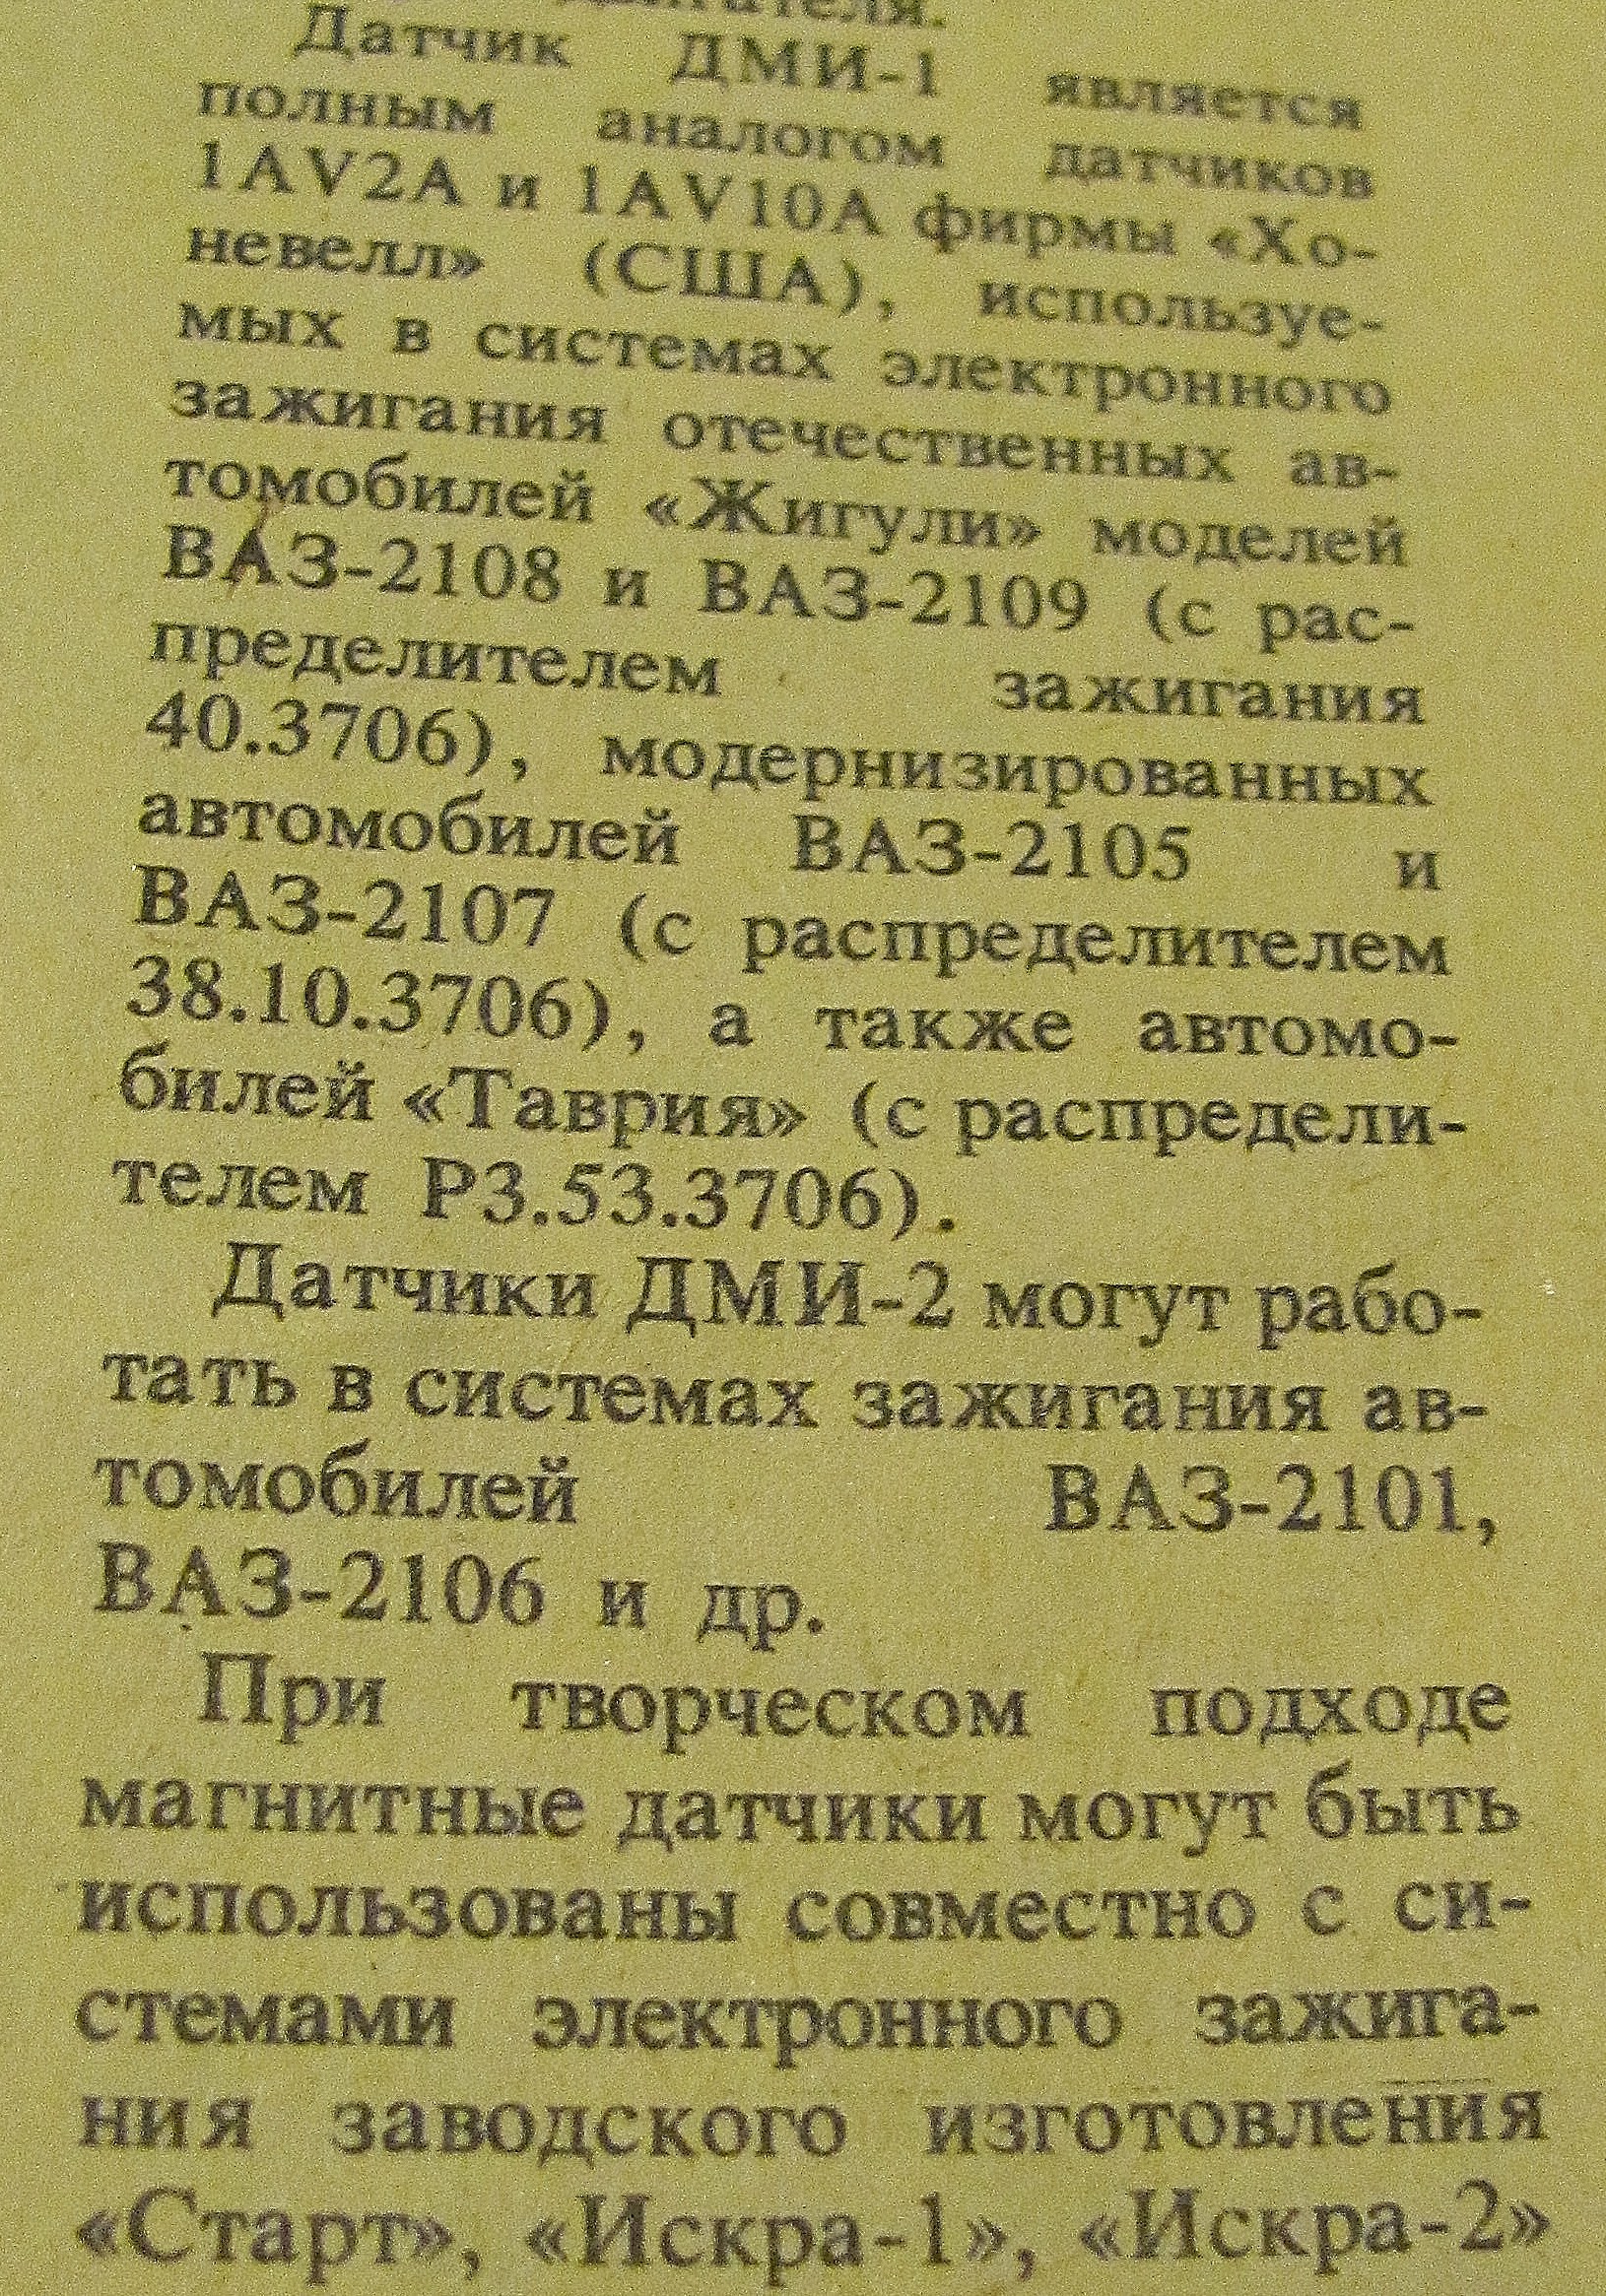 Датчик ДМИ-1 является
полным аналогом датчиков
1AV2A и 1AV10A фирмы «Хо-
невелл» (США), используе-
мых в системах электронного
зажигания отечественных ав-
томобилей «Жигули» моделей
ВАЗ-2108 и ВАЗ-2109 (с рас-
пределителем зажигания
40.3706), модернизированных
автомобилей ВАЗ-2105 и
ВАЗ-2107 (с распределителем
38.10.3706), а также автомо-
билей «Таврия» (с распредели-
телем РЗ.53.3706).
Датчики ДМИ-2 могут рабо-
тать в системах зажигания ав-
томобилей ВАЗ-2101,
ВАЗ-2106 и др.
При творческом подходе
магнитные датчики могут быть
использованы совместно с си-
стемами электронного зажига-
ния заводского изготовления
«Старт», «Искра-1», «Искра-2»